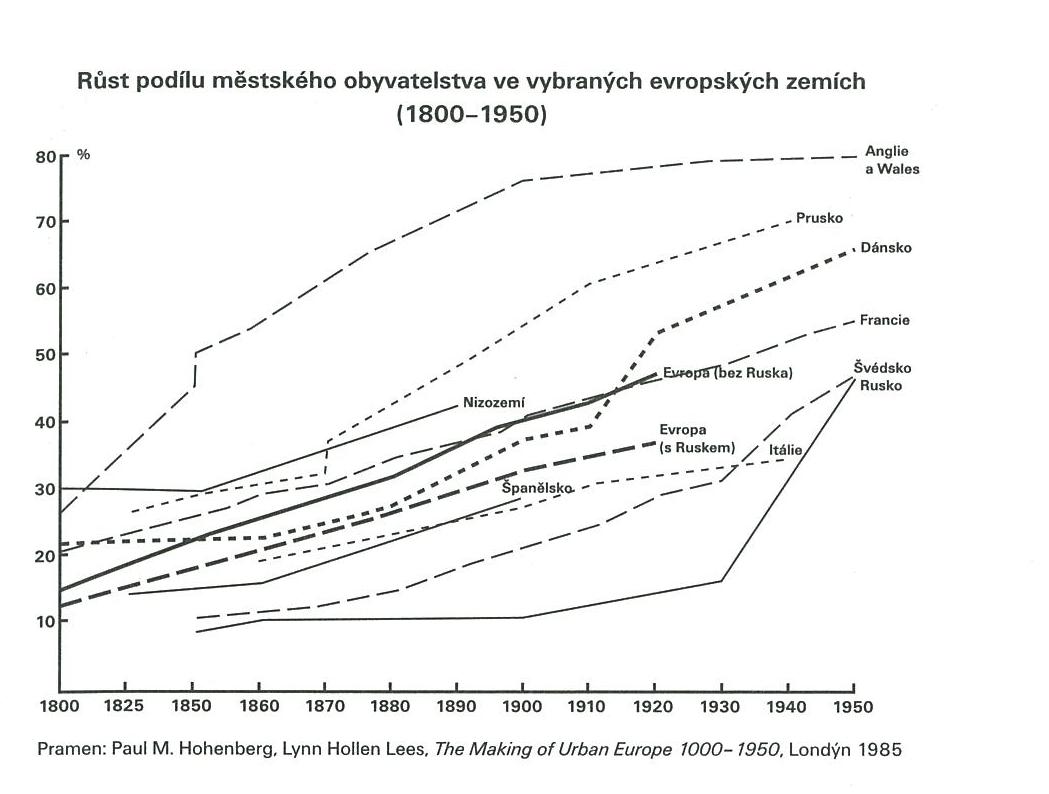 Růst podílu městského obyvatelstva ve vybraných evropských zemích
(1800–1950)
80 %
70
60
50
40
30
20
10
Anglie
a Wales
Prusko
Dánsko
Francie
Evropa (bez Ruska)
Švédsko
Rusko
Nizozemí
Evropa
(s Ruskem)
Itálie
Španělsko
1800 1825 1850 1860 1870 1880 1890 1900 1910 1920 1930 1940 1950
Pramen: Paul M. Hohenberg, Lynn Hollen Lees, The Making of Urban Europe 1000–1950, Londýn 1985